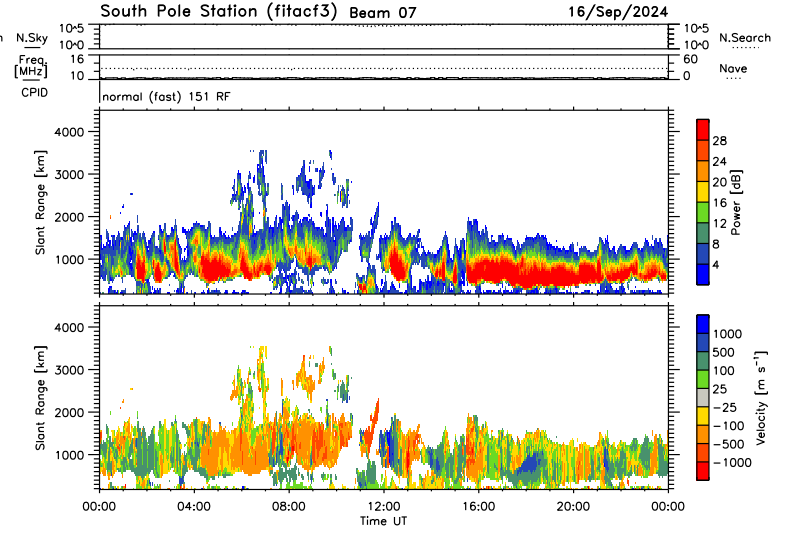 South Pole Station (fitacf3) Beam 07 16/Sep/2024
n N.Sky 10^5 10^0 10^5 10^0 N.Search
Freq. [MHz] 16 10 60 0 Nave
CPID normal (fast) 151 RF
Slant Range [km] 4000 3000 2000 1000
28 24 20 16 12 8 4 Power [dB]
Slant Range [km] 4000 3000 2000 1000
1000 500 100 25 -25 -100 -500 -1000 Velocity [m s-1]
00:00 04:00 08:00 12:00 16:00 20:00 00:00
Time UT